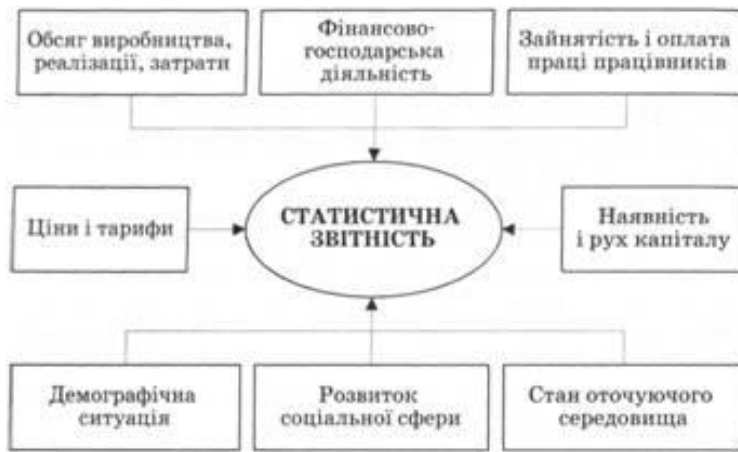 Обсяг виробництва,
реалізації, затрати
Фінансово-
господарська
діяльність
Зайнятість і оплата
праці працівників
Ціни і тарифи
СТАТИСТИЧНА
ЗВІТНІСТЬ
Наявність
і рух капіталу
Демографічна
ситуація
Розвиток
соціальної сфери
Стан оточуючого
середовища